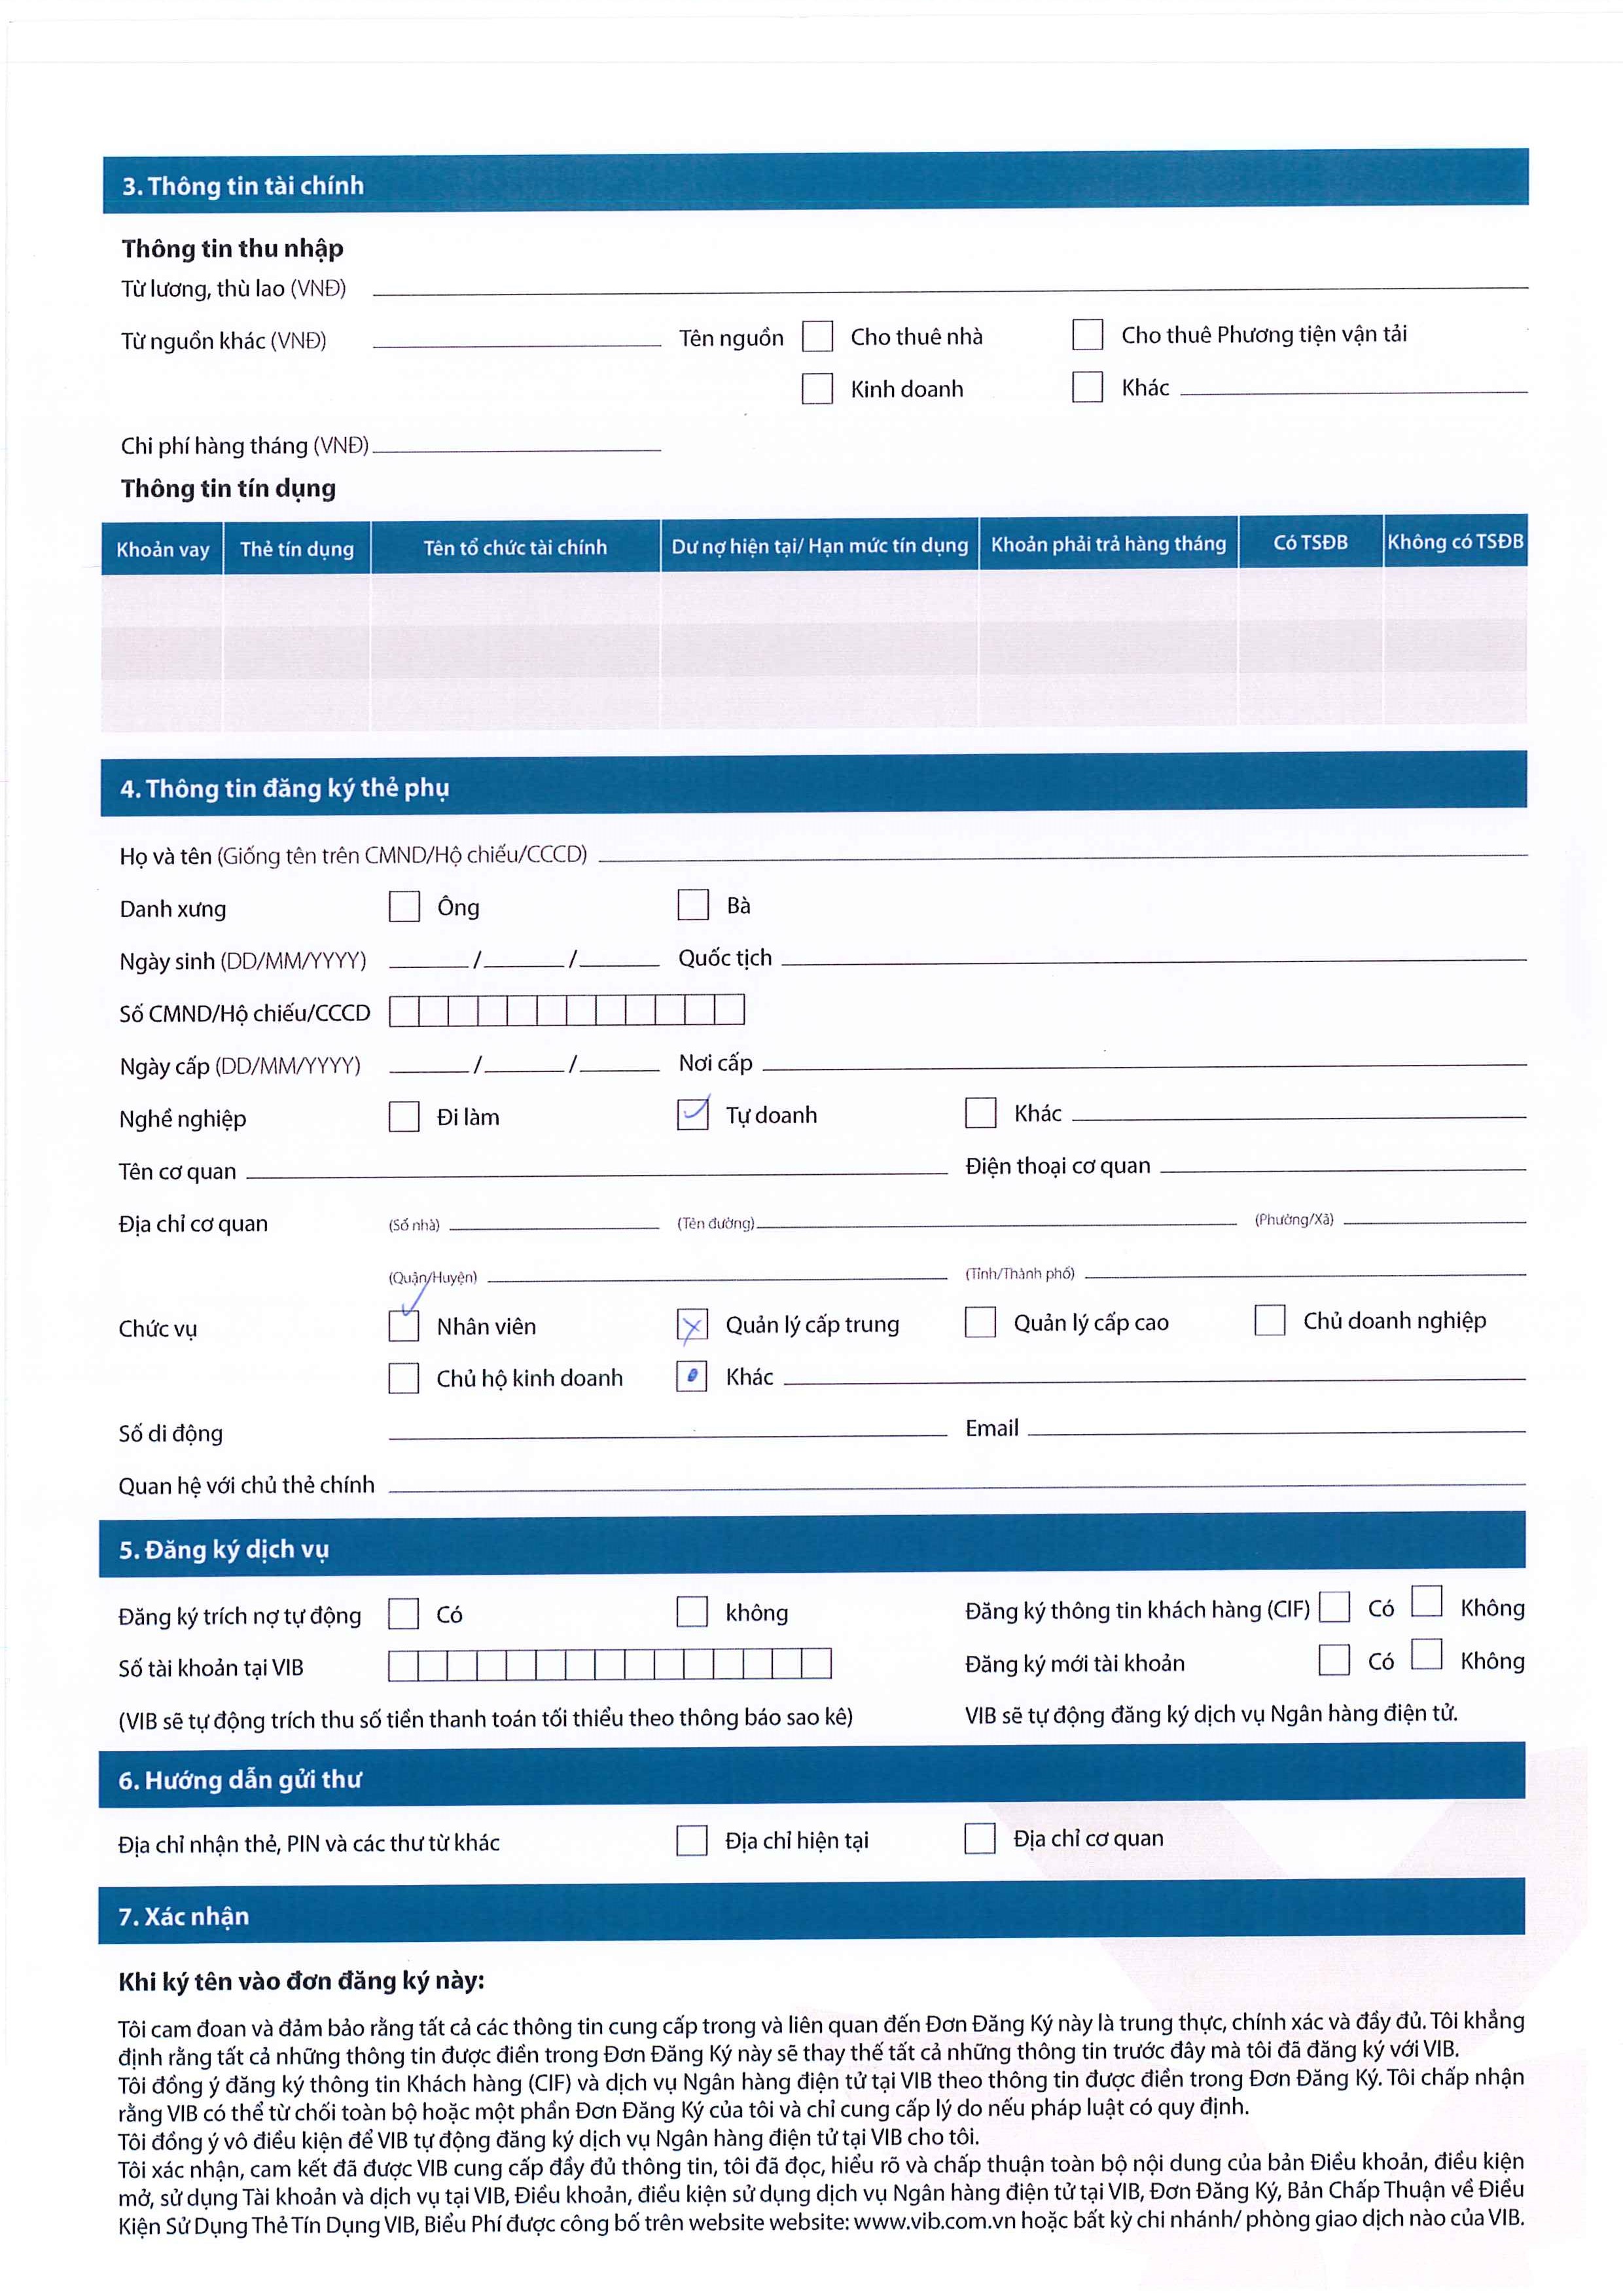 3. Thông tin tài chính
Thông tin thu nhập
Từ lương, thù lao (VNĐ)
Từ nguồn khác (VNĐ) Tên nguồn Cho thuê nhà Cho thuê Phương tiện vận tải
Kinh doanh Khác
Chi phí hàng tháng (VNĐ)
Thông tin tín dụng
Khoản vay Thẻ tín dụng Tên tổ chức tài chính Dư nợ hiện tại/ Hạn mức tín dụng Khoản phải trả hàng tháng Có TSĐB Không có TSĐB
4. Thông tin đăng ký thẻ phụ
Họ và tên (Giống tên trên CMND/Hộ chiếu/CCCD)
Danh xưng Ông Bà
Ngày sinh (DD/MM/YYYY) / / Quốc tịch
Số CMND/Hộ chiếu/CCCD
Ngày cấp (DD/MM/YYYY) / / Nơi cấp
Nghề nghiệp Đi làm Tự doanh Khác
Tên cơ quan Điện thoại cơ quan
Địa chỉ cơ quan (Số nhà) (Tên đường) (Phường/Xã)
(Quận/Huyện) (Tỉnh/Thành phố)
Chức vụ Nhân viên Quản lý cấp trung Quản lý cấp cao Chủ doanh nghiệp
Chủ hộ kinh doanh Khác
Số di động Email
Quan hệ với chủ thẻ chính
5. Đăng ký dịch vụ
Đăng ký trích nợ tự động Có không Đăng ký thông tin khách hàng (CIF) Có Không
Số tài khoản tại VIB Đăng ký mới tài khoản Có Không
(VIB sẽ tự động trích thu số tiền thanh toán tối thiểu theo thông báo sao kê) VIB sẽ tự động đăng ký dịch vụ Ngân hàng điện tử.
6. Hướng dẫn gửi thư
Địa chỉ nhận thẻ, PIN và các thư từ khác Địa chỉ hiện tại Địa chỉ cơ quan
7. Xác nhận
Khi ký tên vào đơn đăng ký này:
Tôi cam đoan và đảm bảo rằng tất cả các thông tin cung cấp trong và liên quan đến Đơn Đăng Ký này là trung thực, chính xác và đầy đủ. Tôi khẳng
định rằng tất cả những thông tin được điền trong Đơn Đăng Ký này sẽ thay thế tất cả những thông tin trước đây mà tôi đã đăng ký với VIB.
Tôi đồng ý đăng ký thông tin Khách hàng (CIF) và dịch vụ Ngân hàng điện tử tại VIB theo thông tin được điền trong Đơn Đăng Ký. Tôi chấp nhận
rằng VIB có thể từ chối toàn bộ hoặc một phần Đơn Đăng Ký của tôi và chỉ cung cấp lý do nếu pháp luật có quy định.
Tôi đồng ý vô điều kiện để VIB tự động đăng ký dịch vụ Ngân hàng điện tử tại VIB cho tôi.
Tôi xác nhận, cam kết đã được VIB cung cấp đầy đủ thông tin, tôi đã đọc, hiểu rõ và chấp thuận toàn bộ nội dung của bản Điều khoản, điều kiện
mở, sử dụng Tài khoản và dịch vụ tại VIB, Điều khoản, điều kiện sử dụng dịch vụ Ngân hàng điện tử tại VIB, Đơn Đăng Ký, Bản Chấp Thuận về Điều
Kiện Sử Dụng Thẻ Tín Dụng VIB, Biểu Phí được công bố trên website website: www.vib.com.vn hoặc bất kỳ chi nhánh/ phòng giao dịch nào của VIB.